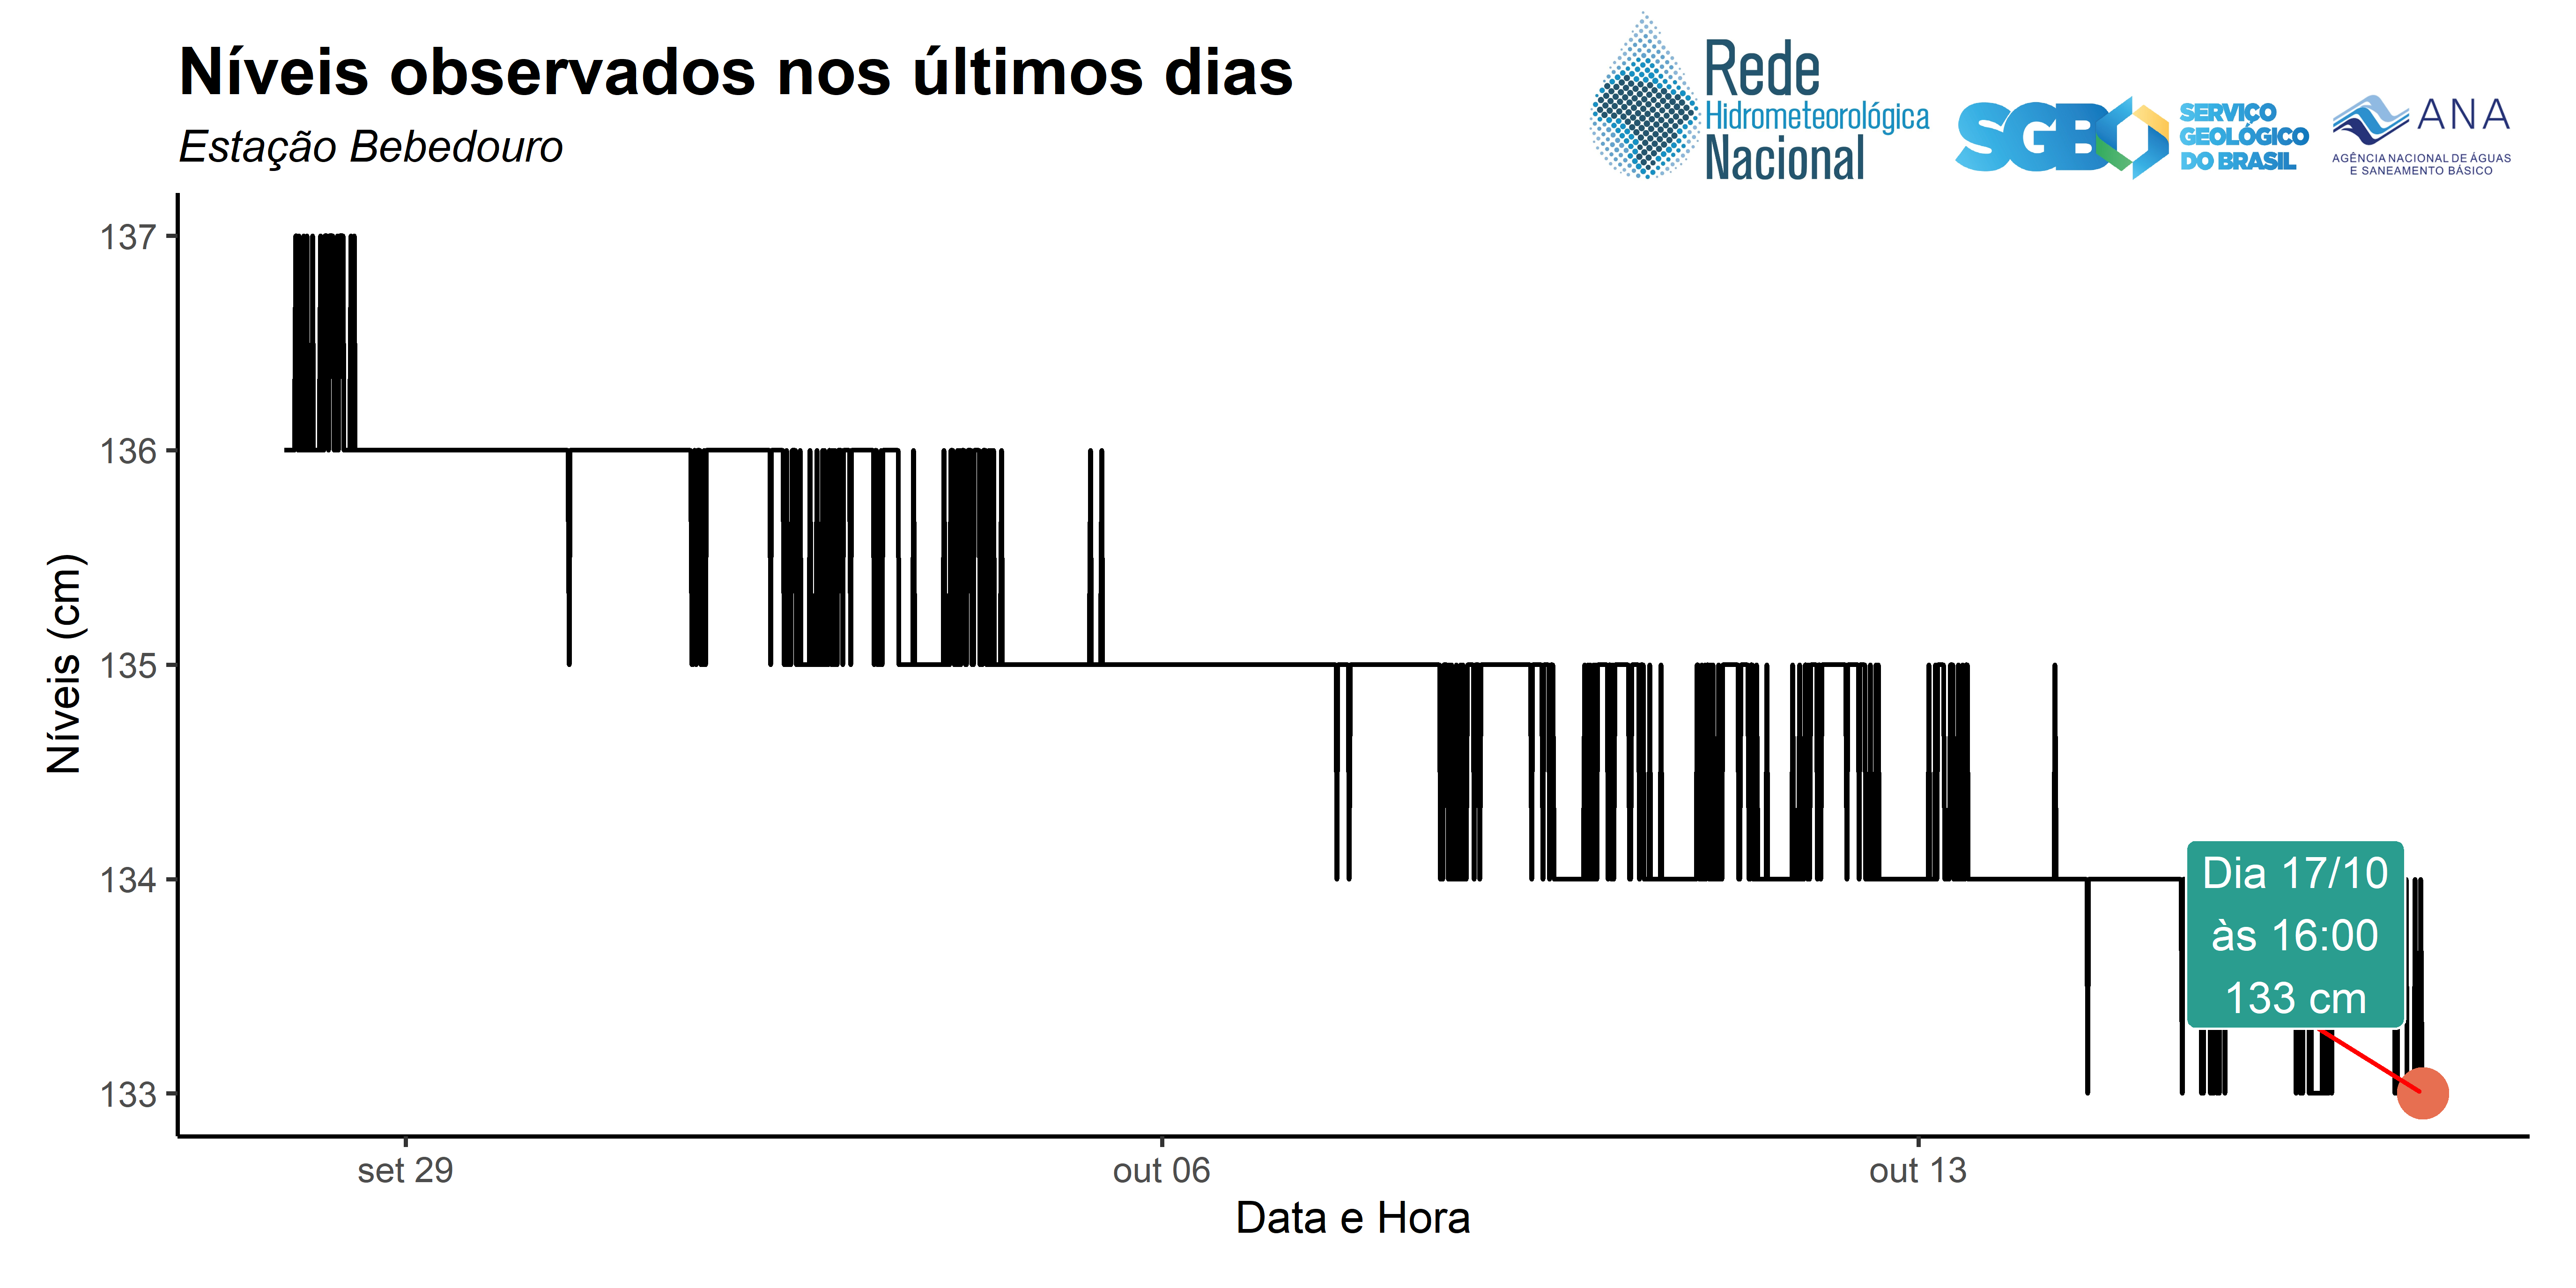 Níveis observados nos últimos dias
Estação Bebedouro
Rede
Hidrometeorológica
Nacional
SGB
SERVIÇO
GEOLÓGICO
DO BRASIL
ANA
AGÊNCIA NACIONAL DE ÁGUAS
E SANEAMENTO BÁSICO
Níveis (cm)
137
136
135
134
133
Dia 17/10
às 16:00
133 cm
set 29
out 06
out 13
Data e Hora